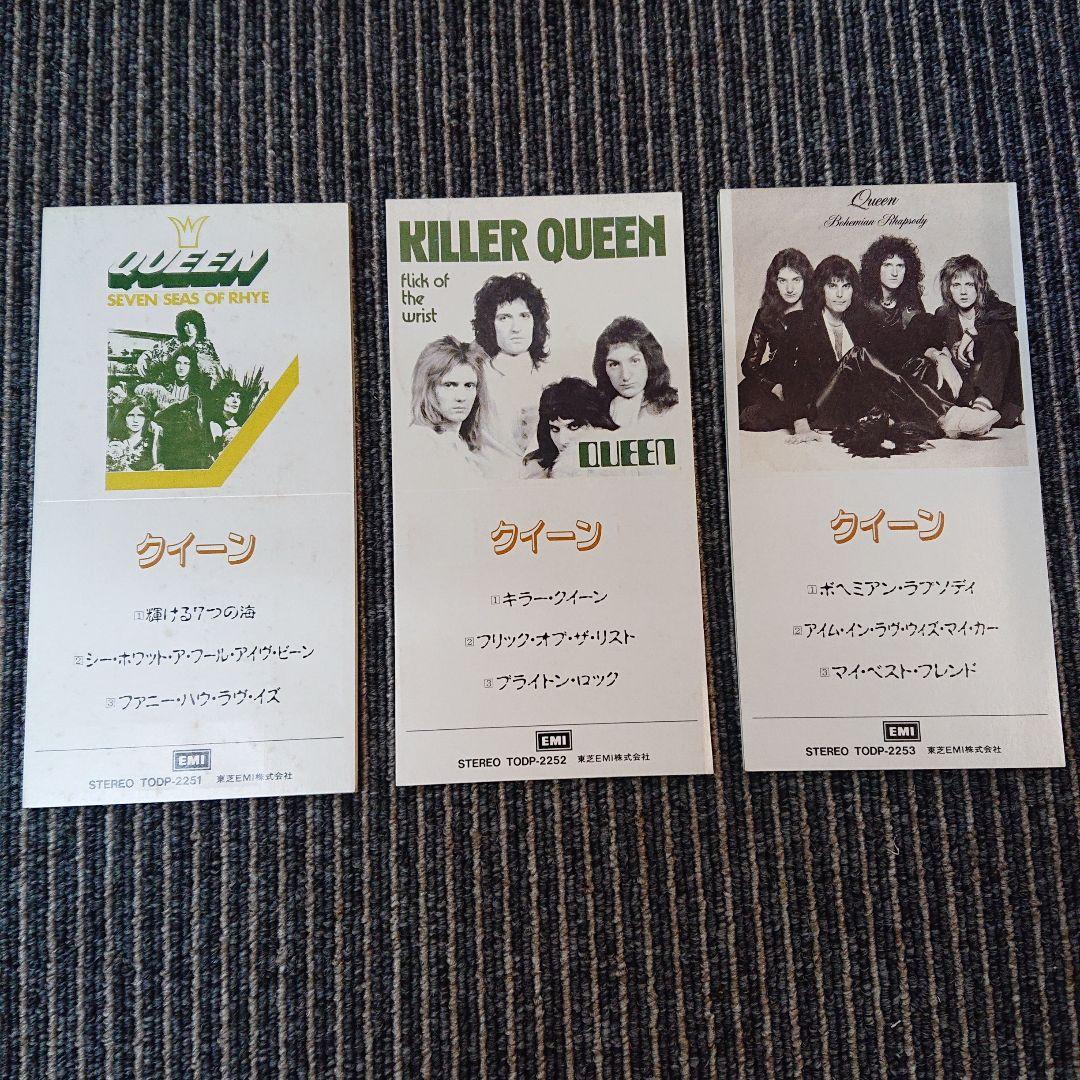 QUEEN
SEVEN SEAS OF RHYE
クイーン
1 輝ける7つの海
2 シー・ホワット・ア・フール・アイヴ・ビーン
3 ファニー・ハウ・ラヴ・イズ
EMI
STEREO TODP-2251 東芝EMI株式会社
KILLER QUEEN
flick of
the
wrist
QUEEN
クイーン
1 キラー・クイーン
2 フリック・オブ・ザ・リスト
3 ブライトン・ロック
EMI
STEREO TODP-2252 東芝EMI株式会社
Queen
Bohemian Rhapsody
クイーン
1 ボヘミアン・ラプソディ
2 アイム・イン・ラヴ・ウィズ・マイ・カー
3 マイ・ベスト・フレンド
EMI
STEREO TODP-2253 東芝EMI株式会社